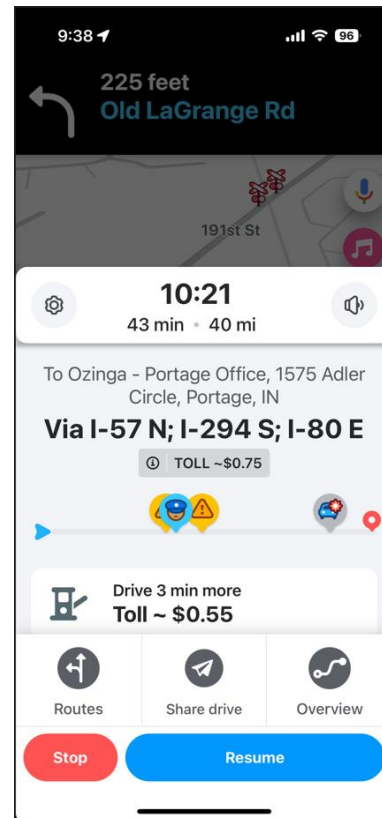 9:38
96
225 feet
Old LaGrange Rd
191st St
10:21
43 min • 40 mi
To Ozinga - Portage Office, 1575 Adler
Circle, Portage, IN
Via I-57 N; I-294 S; I-80 E
TOLL ~$0.75
Drive 3 min more
Toll ~ $0.55
Routes
Share drive
Overview
Stop
Resume